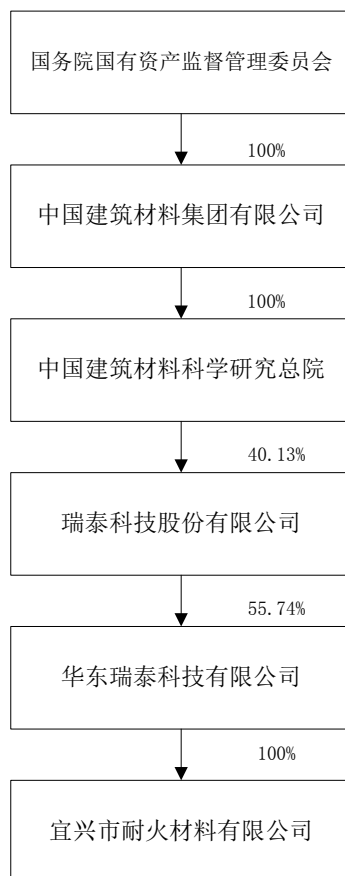 国务院国有资产监督管理委员会
100%
中国建筑材料集团有限公司
100%
中国建筑材料科学研究总院
40.13%
瑞泰科技股份有限公司
55.74%
华东瑞泰科技有限公司
100%
宜兴市耐火材料有限公司